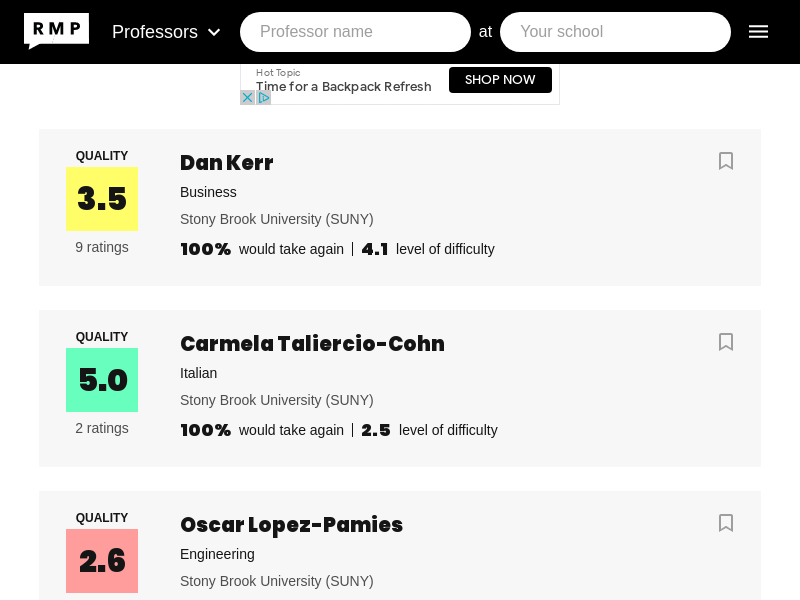 RMP Professors Professor name at Your school
Hot Topic
Time for a Backpack Refresh SHOP NOW
QUALITY
3.5
9 ratings
Dan Kerr
Business
Stony Brook University (SUNY)
100% would take again | 4.1 level of difficulty
QUALITY
5.0
2 ratings
Carmela Taliercio-Cohn
Italian
Stony Brook University (SUNY)
100% would take again | 2.5 level of difficulty
QUALITY
2.6
Oscar Lopez-Pamies
Engineering
Stony Brook University (SUNY)